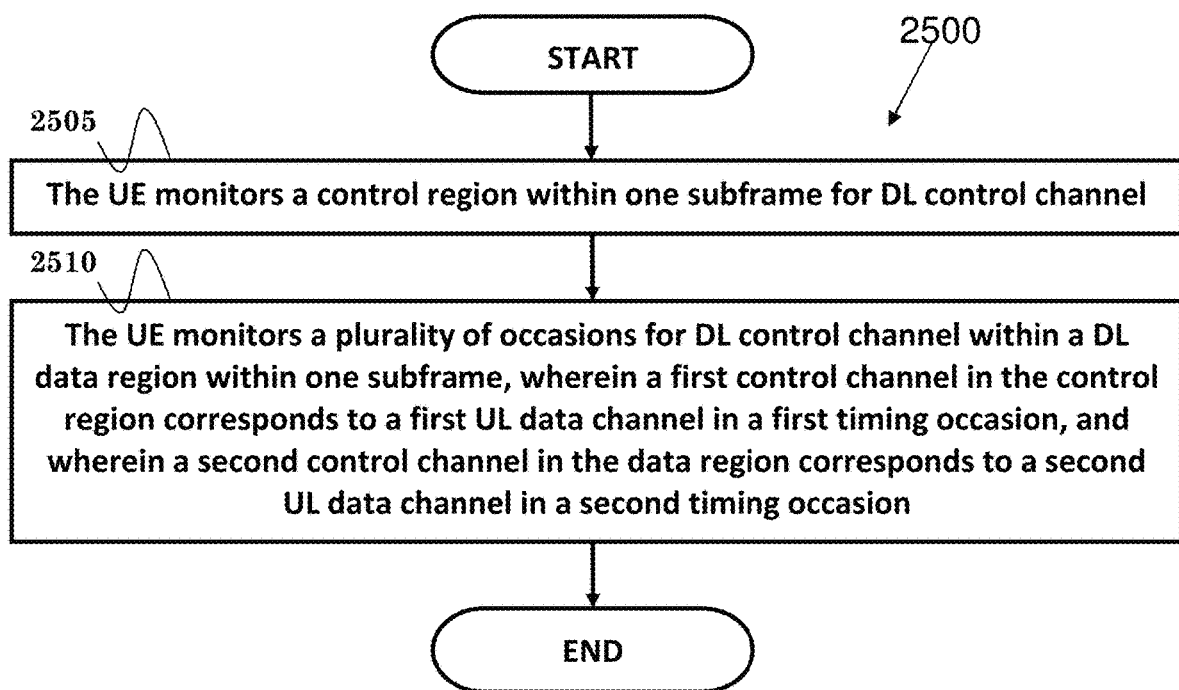 2500
START
2505
The UE monitors a control region within one subframe for DL control channel
2510
The UE monitors a plurality of occasions for DL control channel within a DL
data region within one subframe, wherein a first control channel in the control
region corresponds to a first UL data channel in a first timing occasion, and
wherein a second control channel in the data region corresponds to a second
UL data channel in a second timing occasion
END